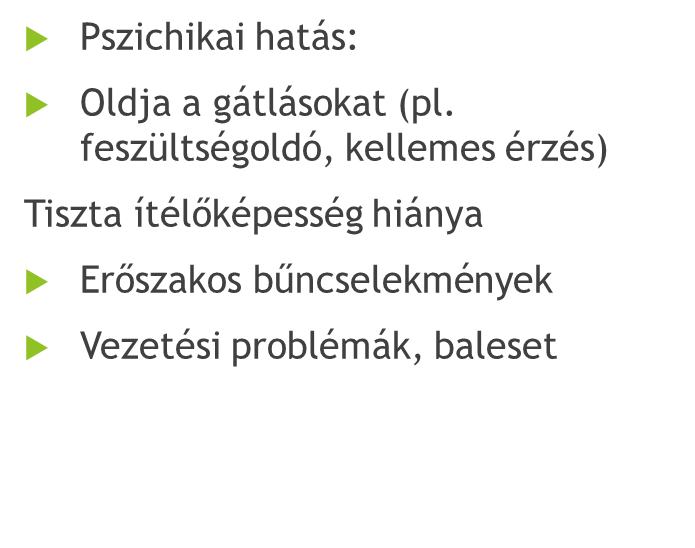 Pszichikai hatás:
Oldja a gátlásokat (pl.
feszültségoldó, kellemes érzés)
Tiszta ítélőképesség hiánya
Erőszakos bűncselekmények
Vezetési problémák, baleset